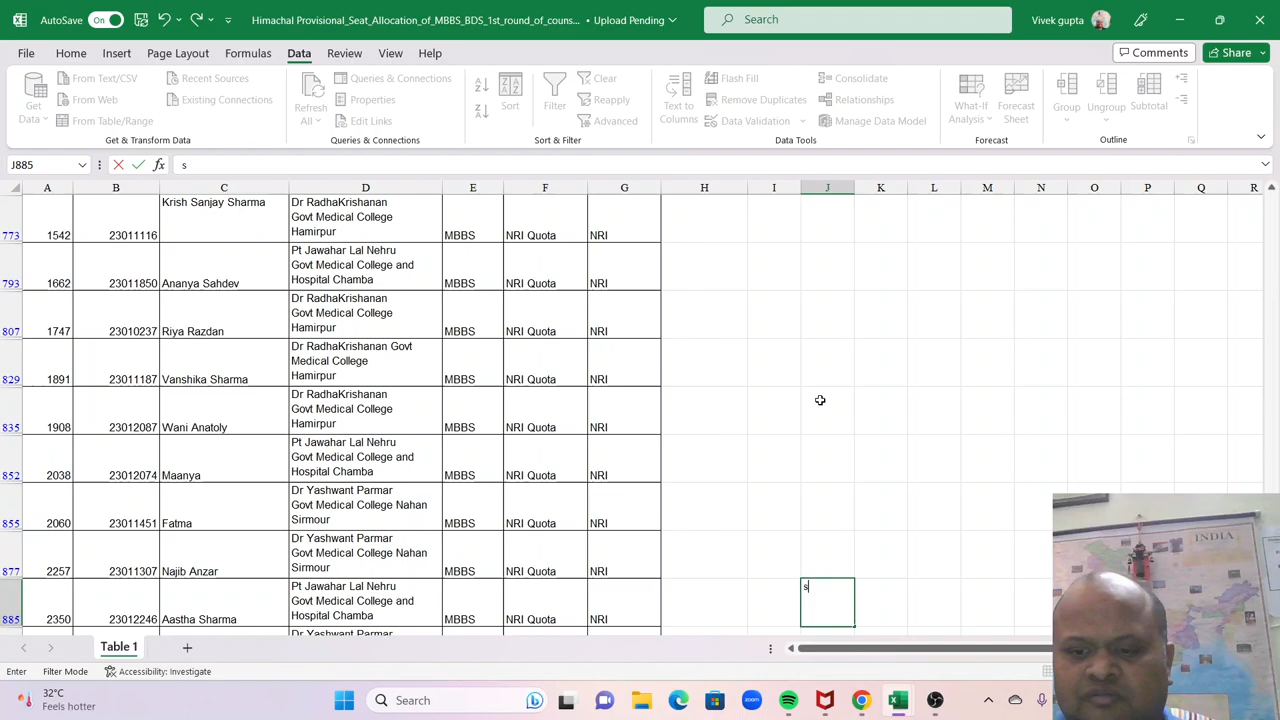 AutoSave On Himachal Provisional_Seat_Allocation_of_MBBS_BDS_1st_round_of_couns... • Upload Pending Search Vivek gupta
File Home Insert Page Layout Formulas Data Review View Help Comments Share
Get Data From Text/CSV Recent Sources Refresh All Queries & Connections Sort Filter Clear Text to Columns Flash Fill Consolidate What-If Analysis Forecast Sheet Group Ungroup Subtotal
From Web Existing Connections Properties Reapply Remove Duplicates Relationships
From Table/Range Edit Links Advanced Data Validation Manage Data Model
Get & Transform Data Queries & Connections Sort & Filter Data Tools Forecast Outline
J885 fx s
A B C D E F G H I J K L M N O P Q R
Krish Sanjay Sharma Dr RadhaKrishanan
Govt Medical College
773 1542 23011116 Hamirpur MBBS NRI Quota NRI
Pt Jawahar Lal Nehru
Govt Medical College and
793 1662 23011850 Ananya Sahdev Hospital Chamba MBBS NRI Quota NRI
Dr RadhaKrishanan
Govt Medical College
807 1747 23010237 Riya Razdan Hamirpur MBBS NRI Quota NRI
Dr RadhaKrishanan Govt
Medical College
829 1891 23011187 Vanshika Sharma Hamirpur MBBS NRI Quota NRI
Dr RadhaKrishanan
Govt Medical College
835 1908 23012087 Wani Anatoly Hamirpur MBBS NRI Quota NRI
Pt Jawahar Lal Nehru
Govt Medical College and
852 2038 23012074 Maanya Hospital Chamba MBBS NRI Quota NRI
Dr Yashwant Parmar
Govt Medical College Nahan
855 2060 23011451 Fatma Sirmour MBBS NRI Quota NRI
Dr Yashwant Parmar
Govt Medical College Nahan
877 2257 23011307 Najib Anzar Sirmour MBBS NRI Quota NRI
Pt Jawahar Lal Nehru s
Govt Medical College and
885 2350 23012246 Aastha Sharma Hospital Chamba MBBS NRI Quota NRI
Dr Yashwant Parmar
Table 1
Enter Filter Mode Accessibility: Investigate
32°C
Feels hotter
Search
INDIA